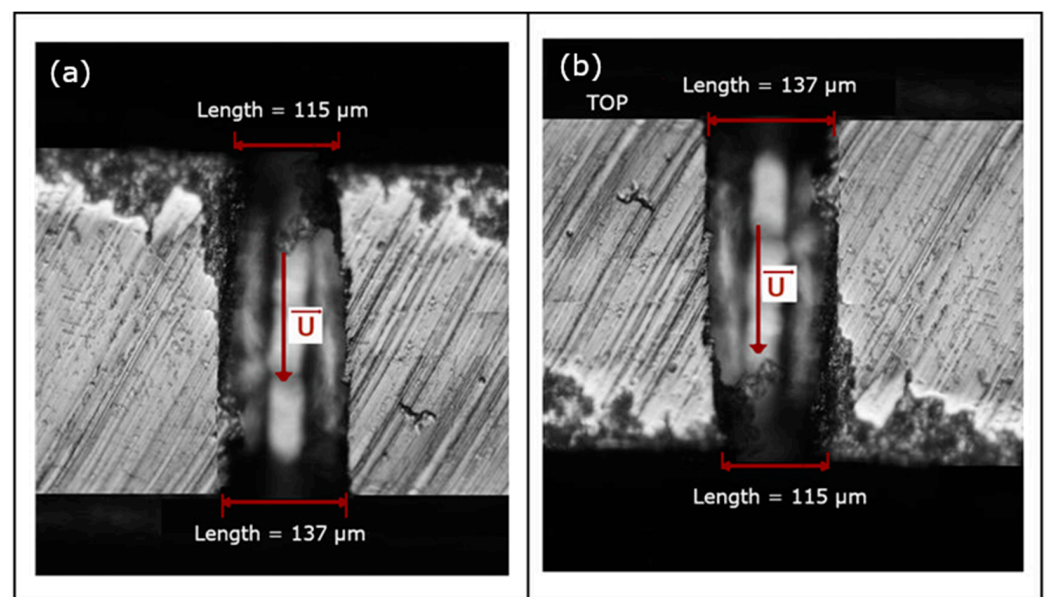 (a)
Length = 115 µm
U
Length = 137 µm
(b)
Length = 137 µm
TOP
U
Length = 115 µm